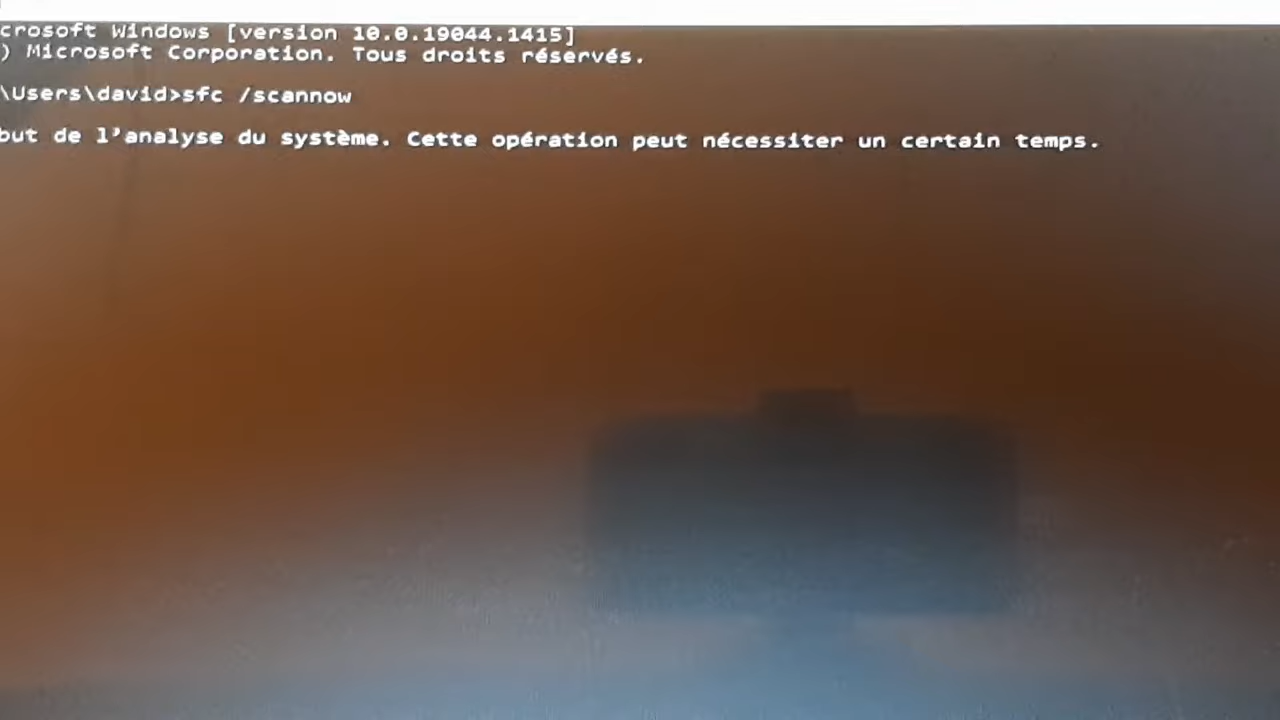 crosoft Windows [version 10.0.19044.1415]
) Microsoft Corporation. Tous droits réservés.
\Users\david>sfc /scannow
but de l'analyse du système. Cette opération peut nécessiter un certain temps.